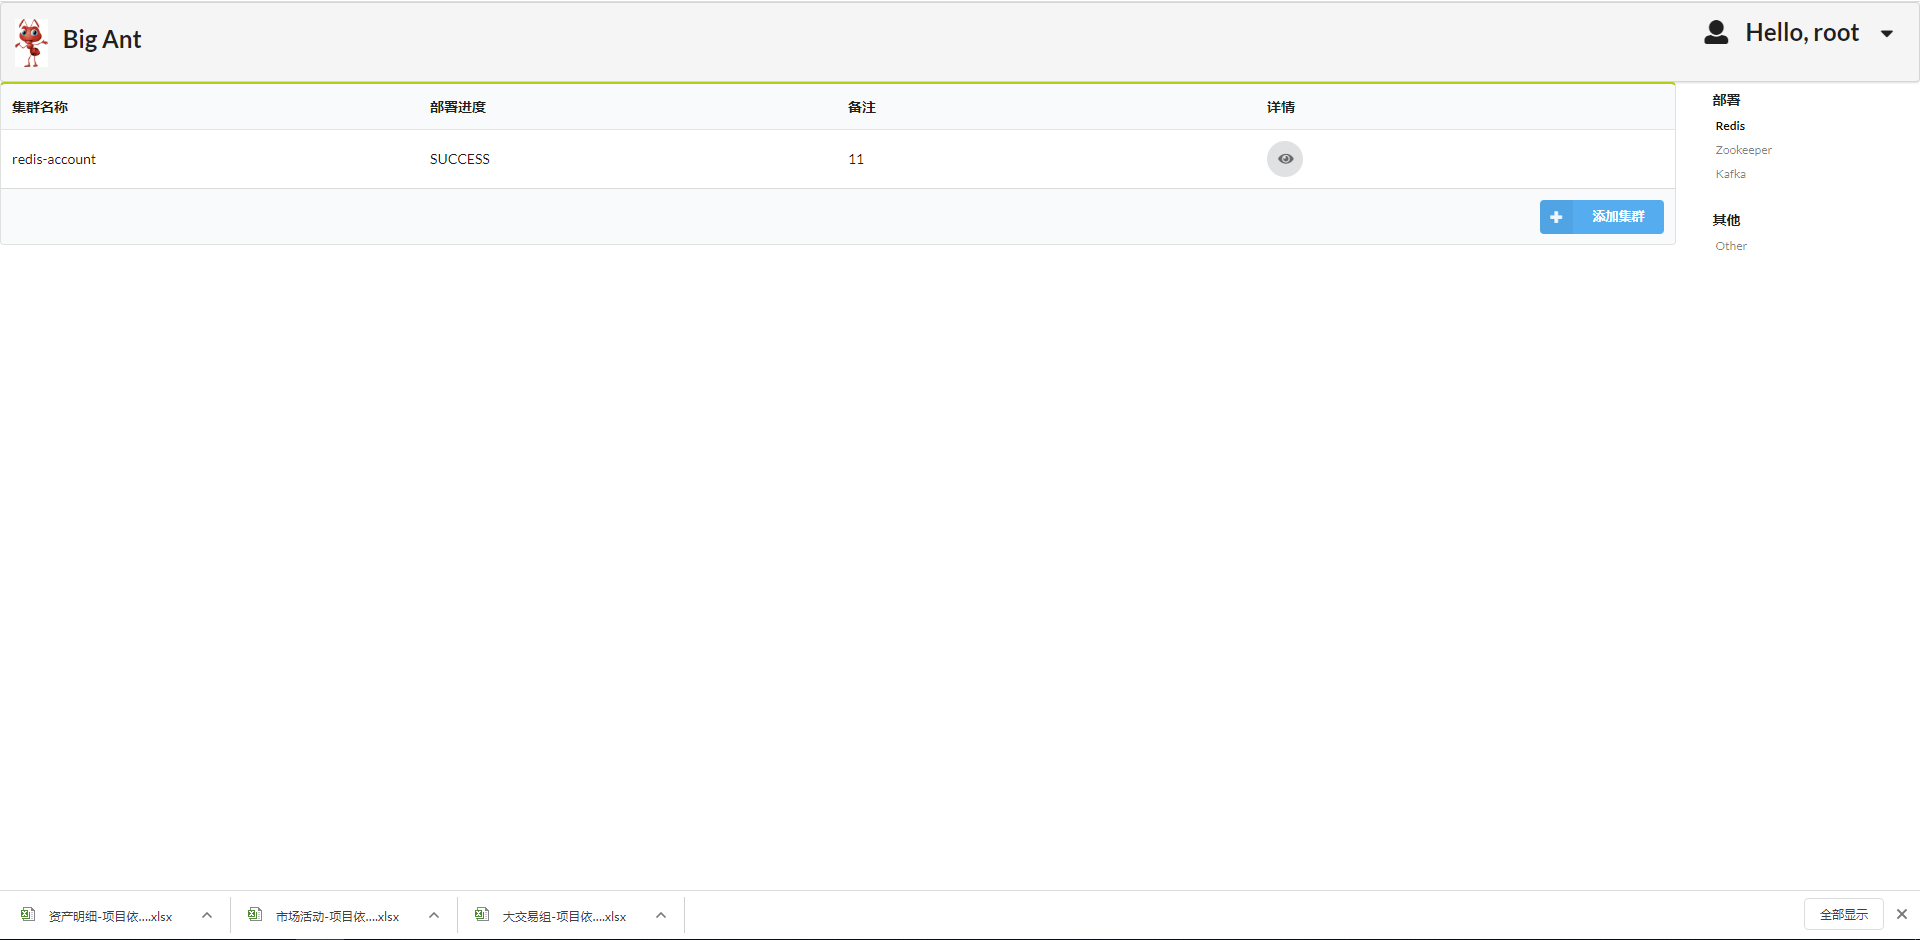 Big Ant
Hello, root
集群名称 部署进度 备注 详情
redis-account SUCCESS 11
添加集群
部署
Redis
Zookeeper
Kafka
其他
Other
资产明细-项目依....xlsx 市场活动-项目依....xlsx 大交易组-项目依....xlsx 全部显示